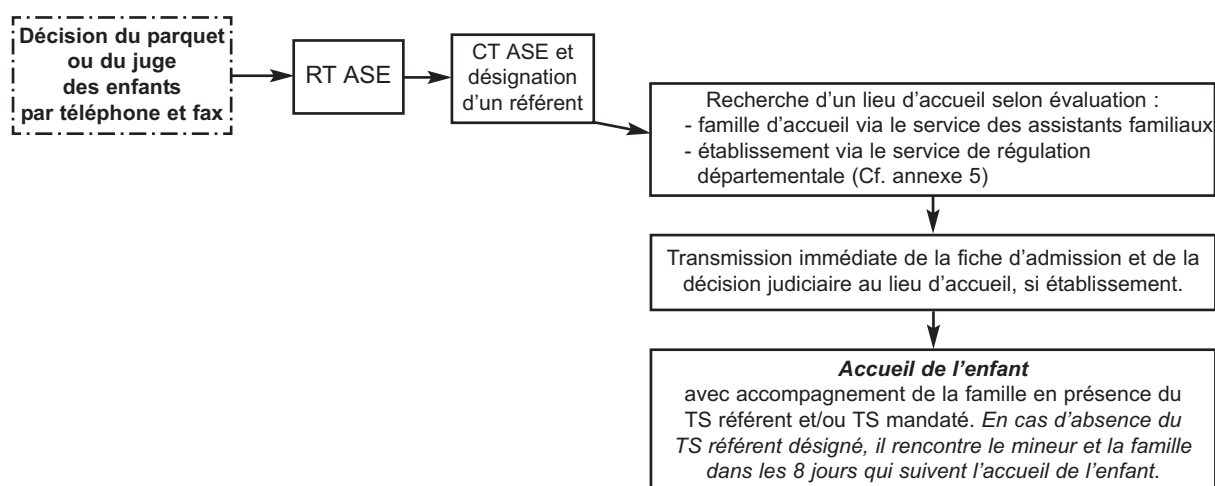 Décision du parquet
ou du juge
des enfants
par téléphone et fax
RT ASE
CT ASE et
désignation
d’un référent
Recherche d’un lieu d’accueil selon évaluation :
- famille d’accueil via le service des assistants familiaux
- établissement via le service de régulation
départementale (Cf. annexe 5)
Transmission immédiate de la fiche d’admission et de la
décision judiciaire au lieu d’accueil, si établissement.
Accueil de l’enfant
avec accompagnement de la famille en présence du
TS référent et/ou TS mandaté. En cas d’absence du
TS référent désigné, il rencontre le mineur et la famille
dans les 8 jours qui suivent l’accueil de l’enfant.